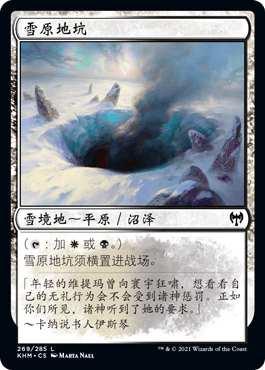 雪原地坑
雪境地～平原／沼泽
（：加或。）
雪原地坑须横置进战场。
「年轻的维提玛曾向寰宇狂啸，想看看自
己的无礼行为会不会受到诸神惩罚。正如
你们所见，诸神听到了她的要求。」
～卡纳说书人伊斯琴
269/285 L
KHM • CS MARTA NAEL
™ & © 2021 Wizards of the Coast